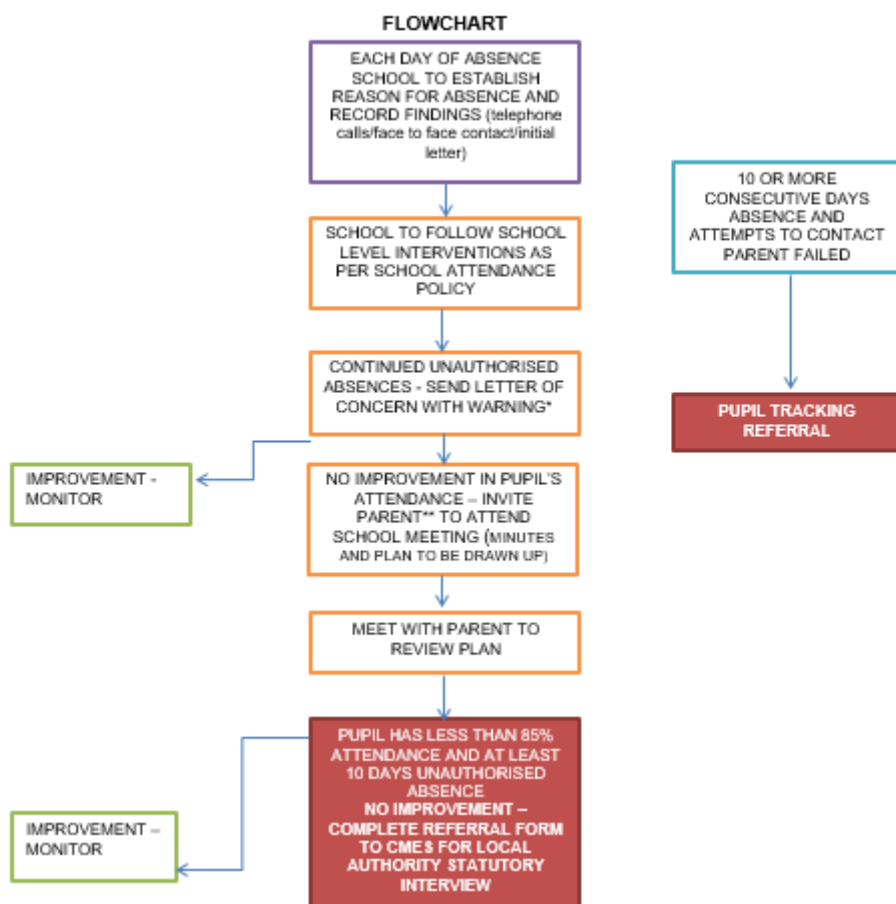 FLOWCHART
EACH DAY OF ABSENCE
SCHOOL TO ESTABLISH
REASON FOR ABSENCE AND
RECORD FINDINGS (telephone
calls/face to face contact/initial
letter)
SCHOOL TO FOLLOW SCHOOL
LEVEL INTERVENTIONS AS
PER SCHOOL ATTENDANCE
POLICY
CONTINUED UNAUTHORISED
ABSENCES - SEND LETTER OF
CONCERN WITH WARNING*
IMPROVEMENT -
MONITOR
NO IMPROVEMENT IN PUPIL'S
ATTENDANCE – INVITE
PARENT** TO ATTEND
SCHOOL MEETING (MINUTES
AND PLAN TO BE DRAWN UP)
MEET WITH PARENT TO
REVIEW PLAN
PUPIL HAS LESS THAN 85%
ATTENDANCE AND AT LEAST
10 DAYS UNAUTHORISED
ABSENCE
NO IMPROVEMENT –
COMPLETE REFERRAL FORM
TO CMES FOR LOCAL
AUTHORITY STATUTORY
INTERVIEW
IMPROVEMENT –
MONITOR
10 OR MORE
CONSECUTIVE DAYS
ABSENCE AND
ATTEMPTS TO CONTACT
PARENT FAILED
PUPIL TRACKING
REFERRAL